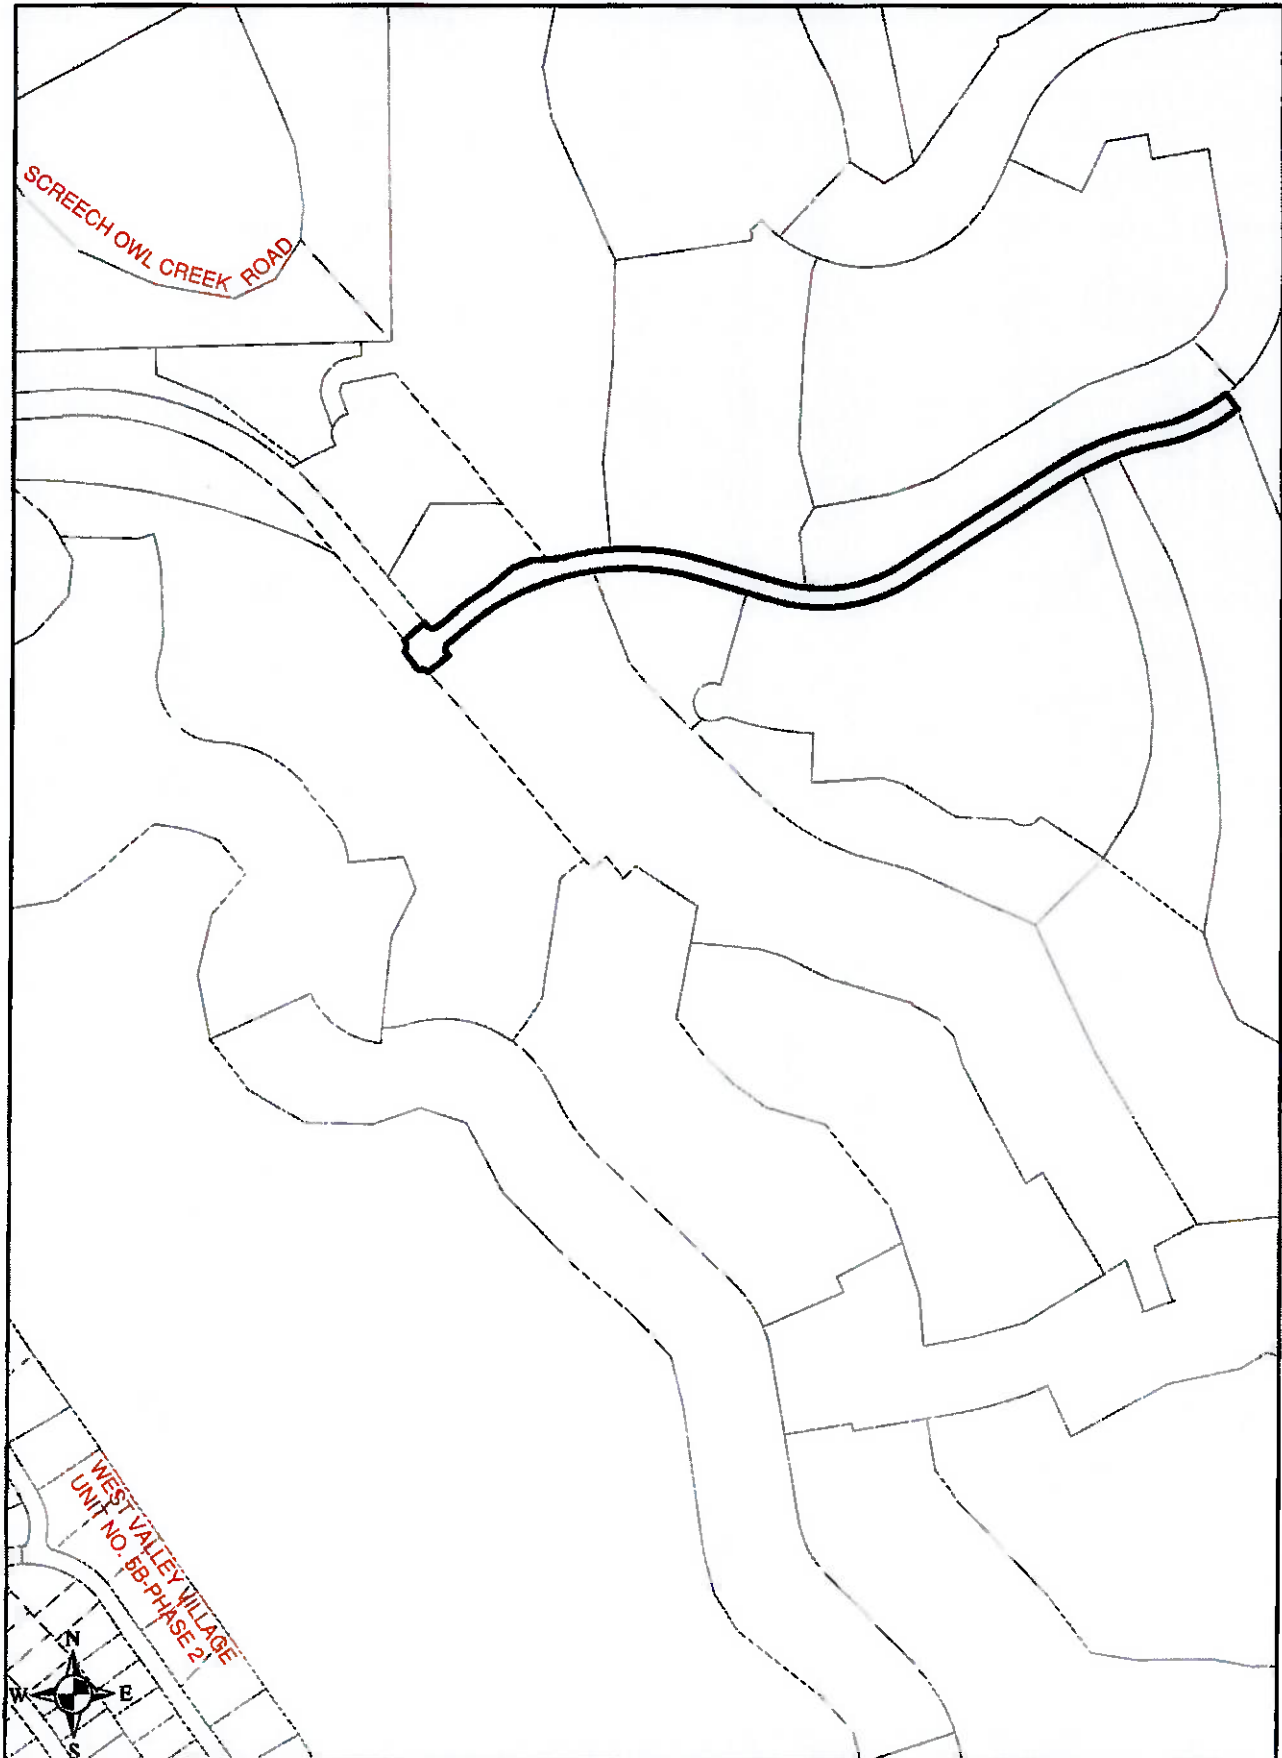 SCREECH OWL CREEK ROAD
WEST VALLEY VILLAGE
UNIT NO. 5B-PHASE 2
N
W E
S